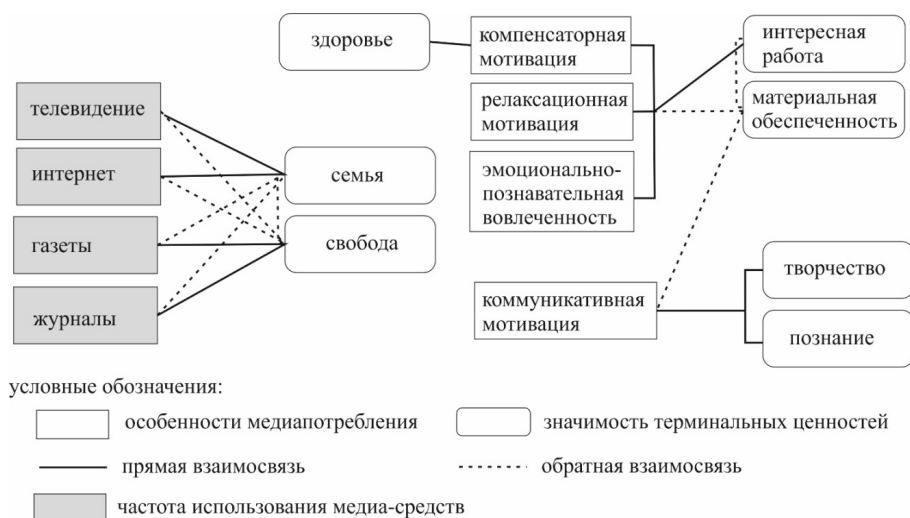 здоровье
компенсаторная
мотивация
интересная
работа
телевидение
релаксационная
мотивация
материальная
обеспеченность
интернет
семья
эмоционально-
познавательная
вовлеченность
газеты
свобода
творчество
журналы
коммуникативная
мотивация
познание
условные обозначения:
особенности медиапотребления
значимость терминальных ценностей
прямая взаимосвязь
обратная взаимосвязь
частота использования медиа-средств